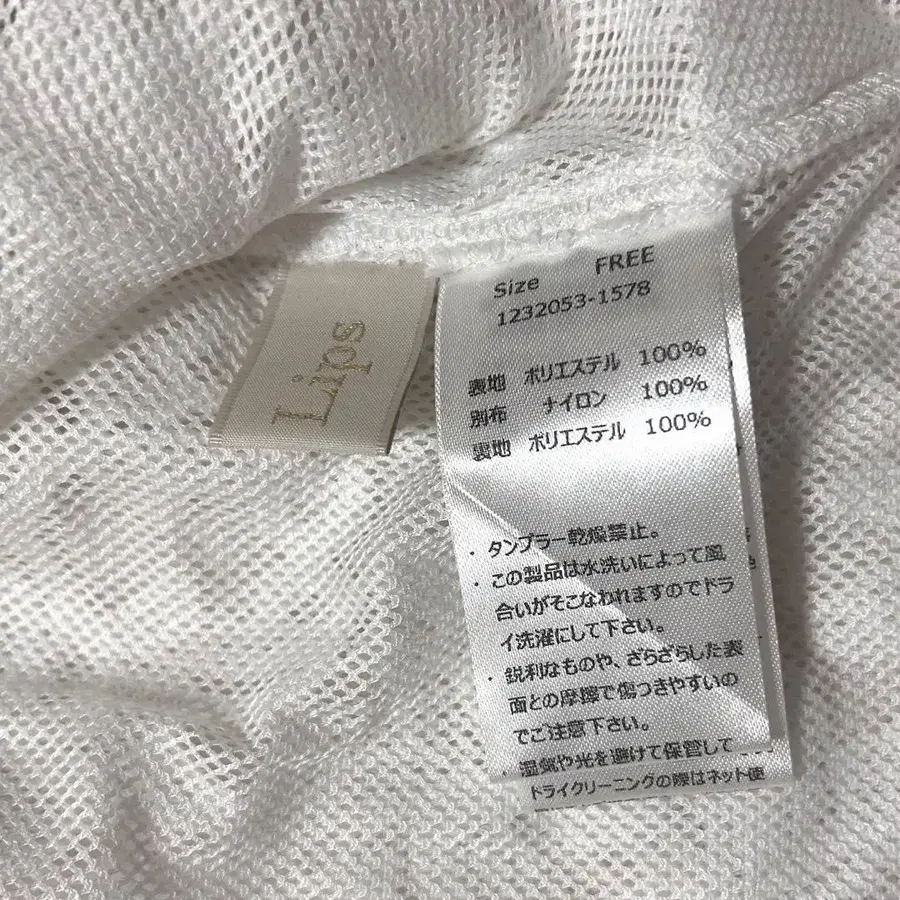 Lips
Size FREE
1232053-1578
表地 ポリエステル 100%
別布 ナイロン 100%
裏地 ポリエステル 100%
・タンブラー乾燥禁止。
・この製品は水洗いによって風
合いがそこなわれますのでドラ
イ洗濯にして下さい。
・鋭利なものや、ざらざらした表
面との摩擦で傷つきやすいの
でご注意下さい。
・湿気や光を避けて保管して
ドライクリーニングの際はネット使